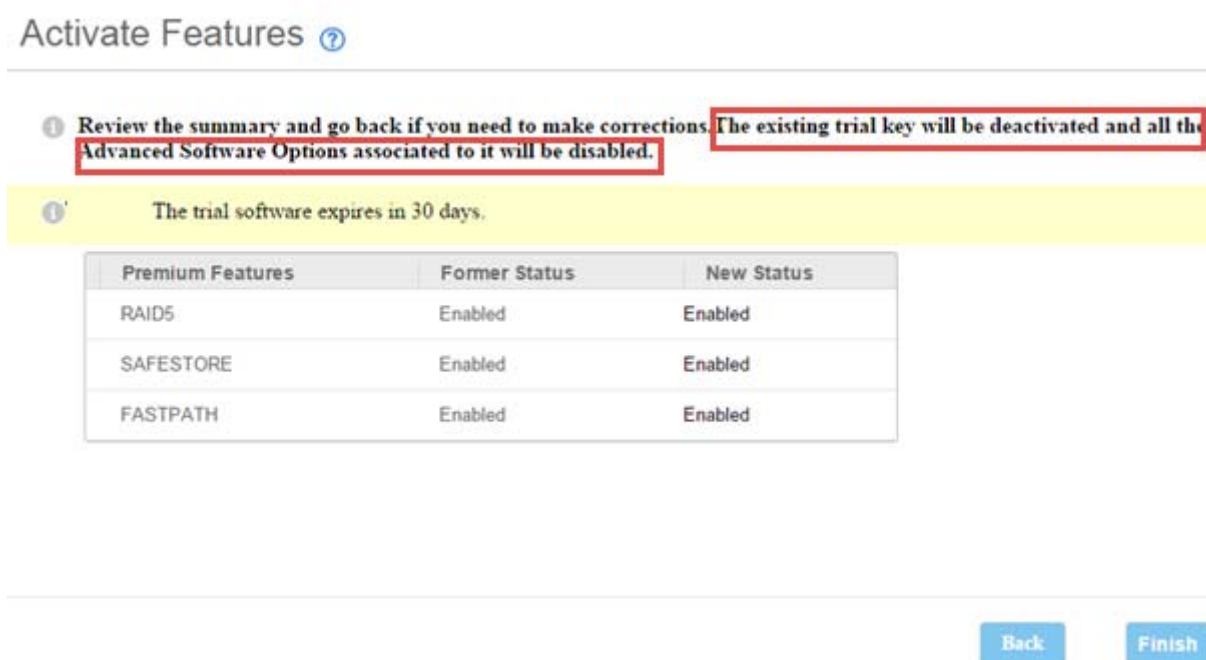 Activate Features ?
Review the summary and go back if you need to make corrections. The existing trial key will be deactivated and all the
Advanced Software Options associated to it will be disabled.
The trial software expires in 30 days.
Premium Features Former Status New Status
RAID5 Enabled Enabled
SAFESTORE Enabled Enabled
FASTPATH Enabled Enabled
Back Finish